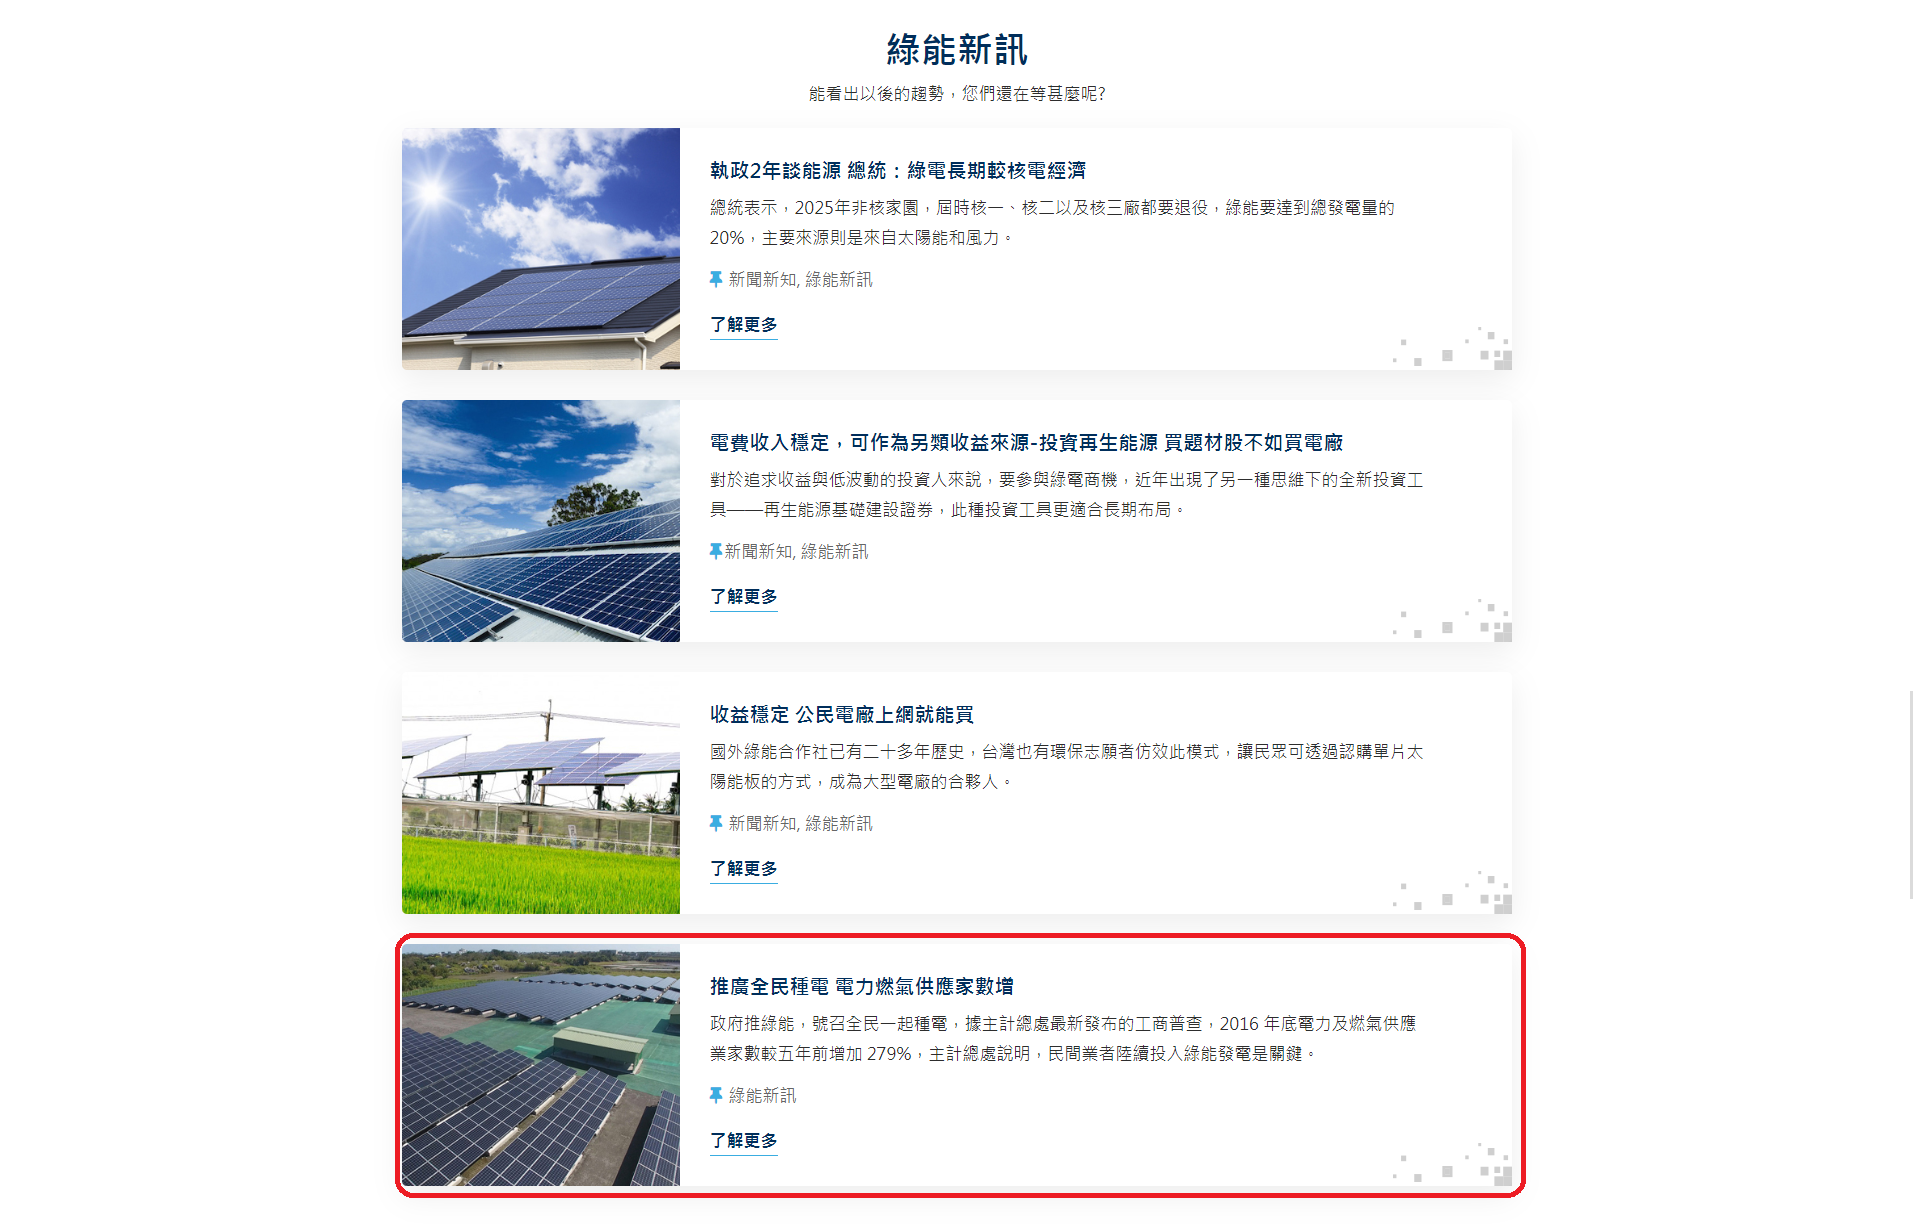 綠能新訊
能看出以後的趨勢，您們還在等甚麼呢?
執政2年談能源 總統：綠電長期較核電經濟
總統表示，2025年非核家園，屆時核一、核二以及核三廠都要退役，綠能要達到總發電量的
20%，主要來源則是來自太陽能和風力。
新聞新知, 綠能新訊
了解更多
電費收入穩定，可作為另類收益來源-投資再生能源 買題材股不如買電廠
對於追求收益與低波動的投資人來說，要參與綠電商機，近年出現了另一種思維下的全新投資工
具——再生能源基礎建設證券，此種投資工具更適合長期布局。
新聞新知, 綠能新訊
了解更多
收益穩定 公民電廠上網就能買
國外綠能合作社已有二十多年歷史，台灣也有環保志願者仿效此模式，讓民眾可透過認購單片太
陽能板的方式，成為大型電廠的合夥人。
新聞新知, 綠能新訊
了解更多
推廣全民種電 電力燃氣供應家數增
政府推綠能，號召全民一起種電，據主計總處最新發布的工商普查，2016 年底電力及燃氣供應
業家數較五年前增加 279%，主計總處說明，民間業者陸續投入綠能發電是關鍵。
綠能新訊
了解更多